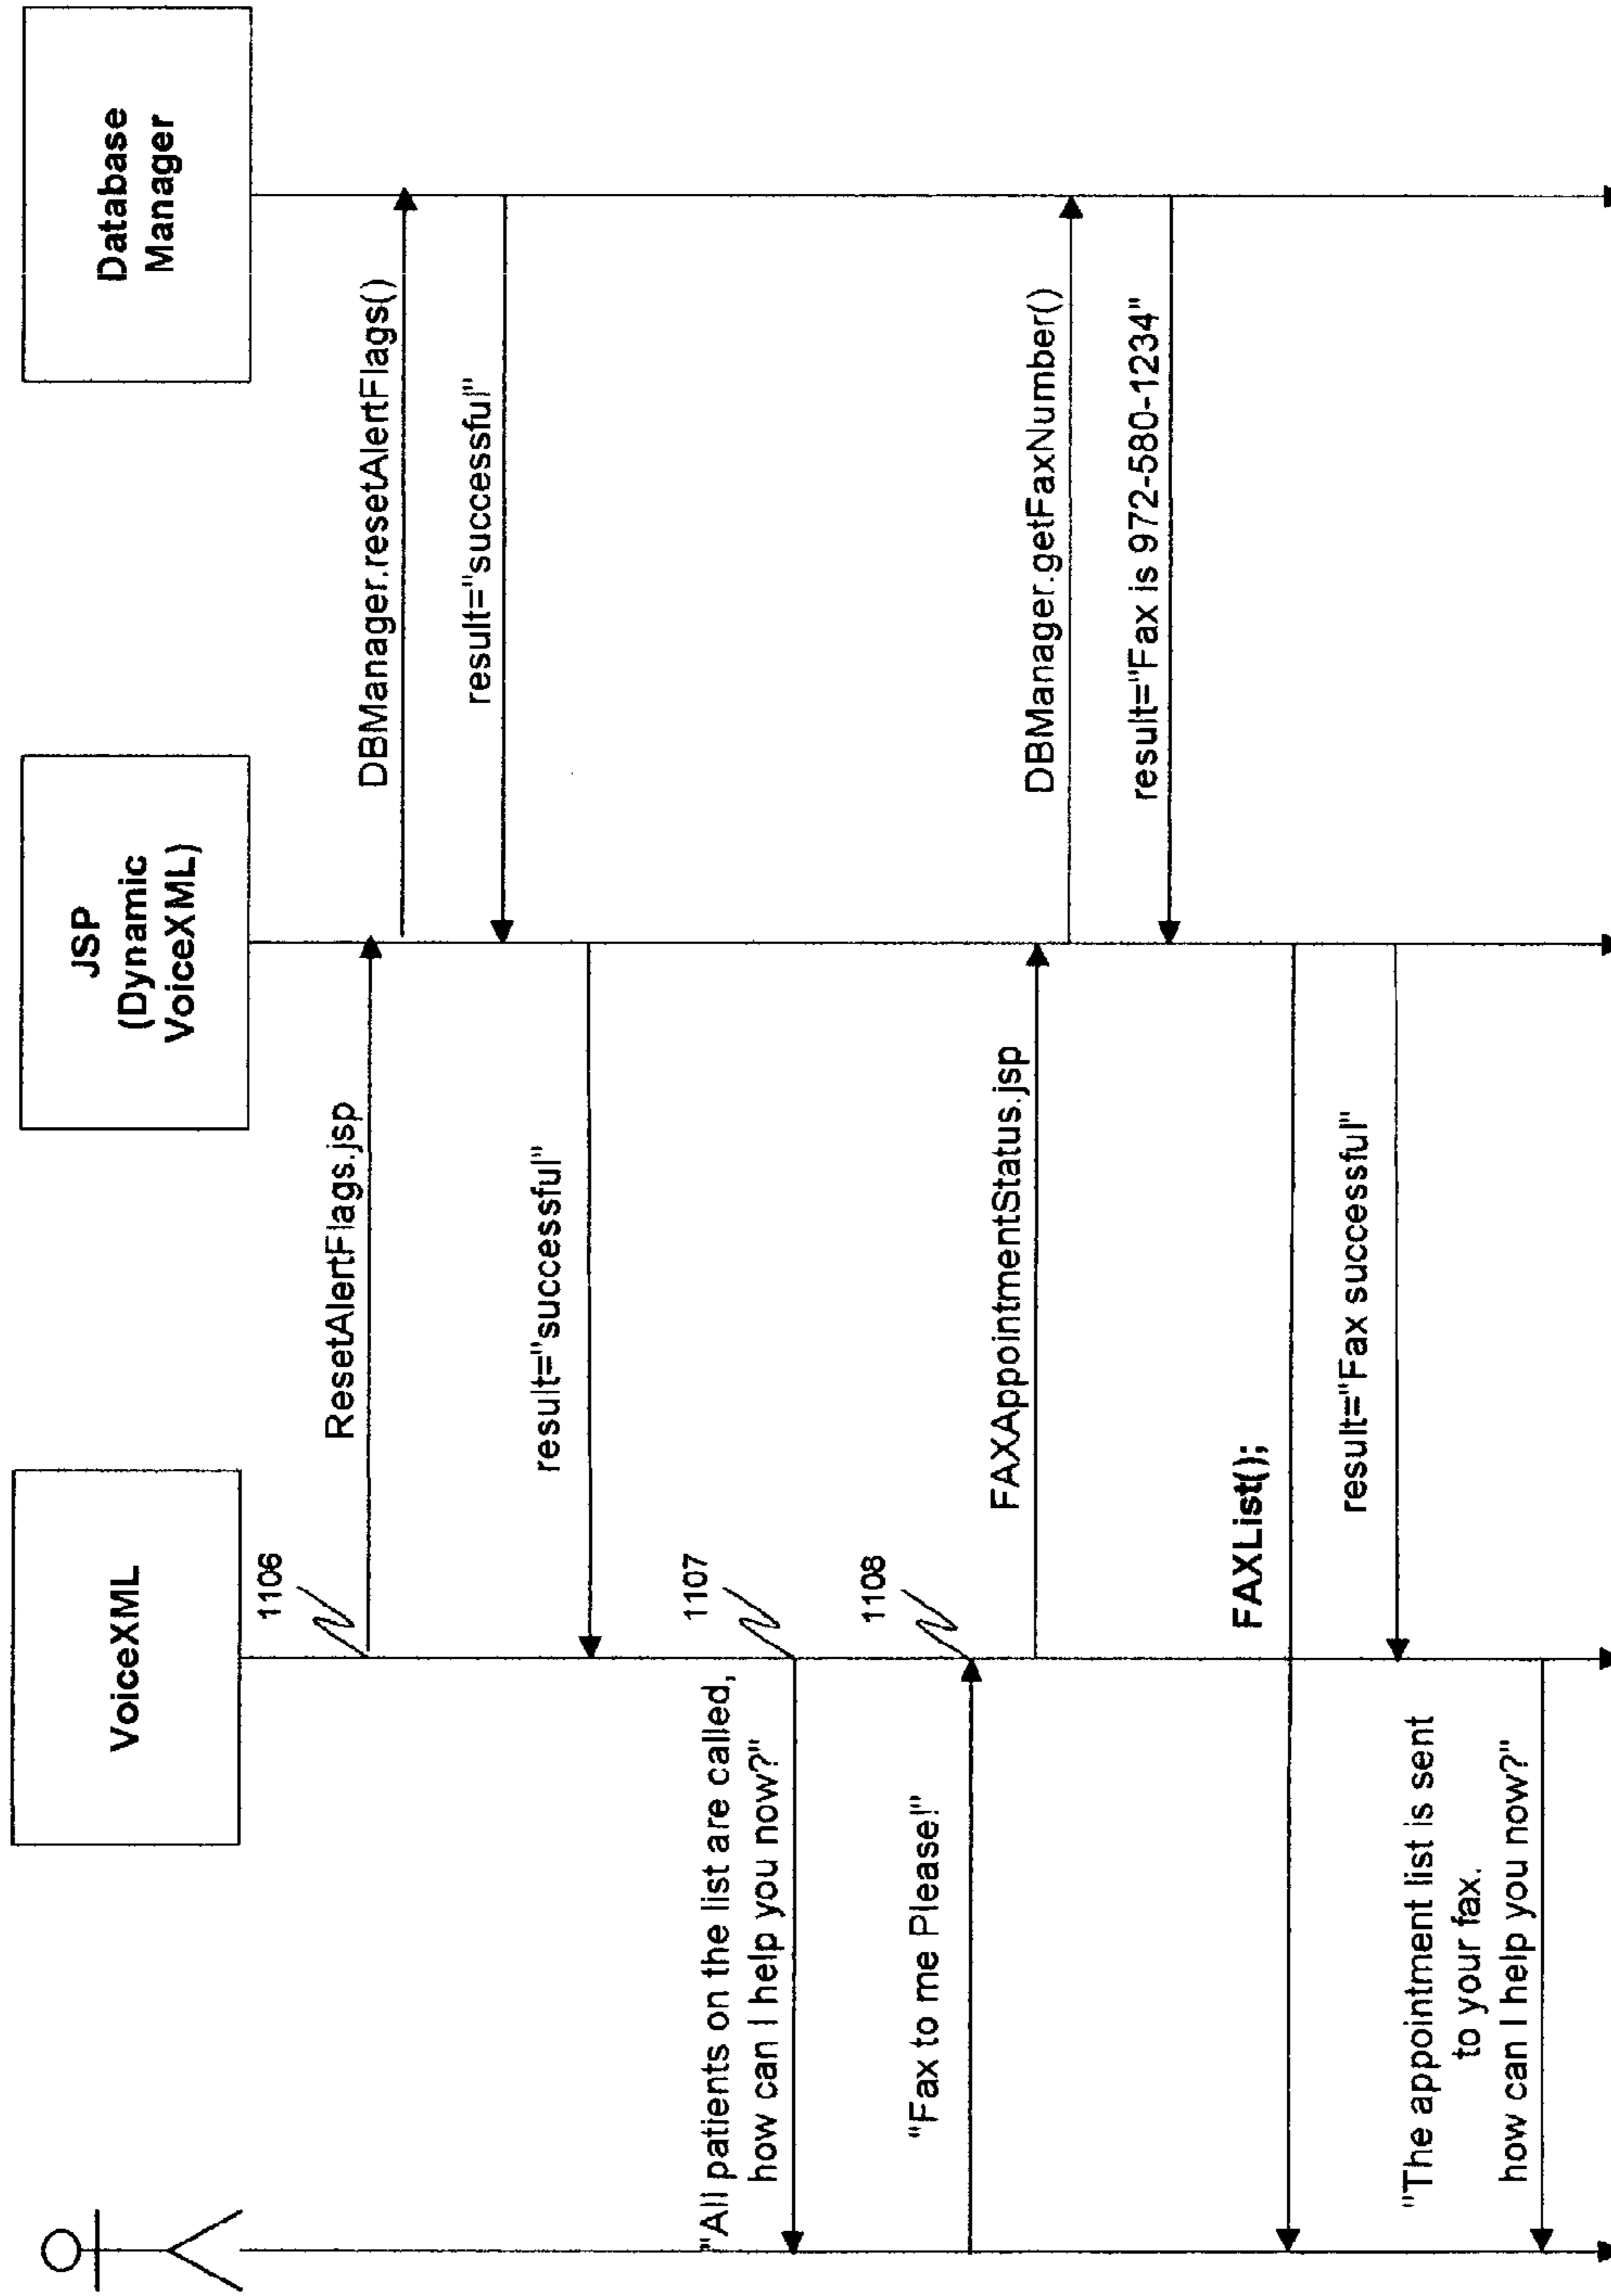 VoiceXML
JSP
(Dynamic
VoiceXML)
Database
Manager
1106
ResetAlertFlags.jsp
DBManager.resetAlertFlags()
result="successful"
result="successful"
1107
"All patients on the list are called,
how can I help you now?"
1108
"Fax to me Please!"
FAXAppointmentStatus.jsp
DBManager.getFaxNumber()
result="Fax is 972-580-1234"
FAXList();
result="Fax successful"
"The appointment list is sent
to your fax.
how can I help you now?"